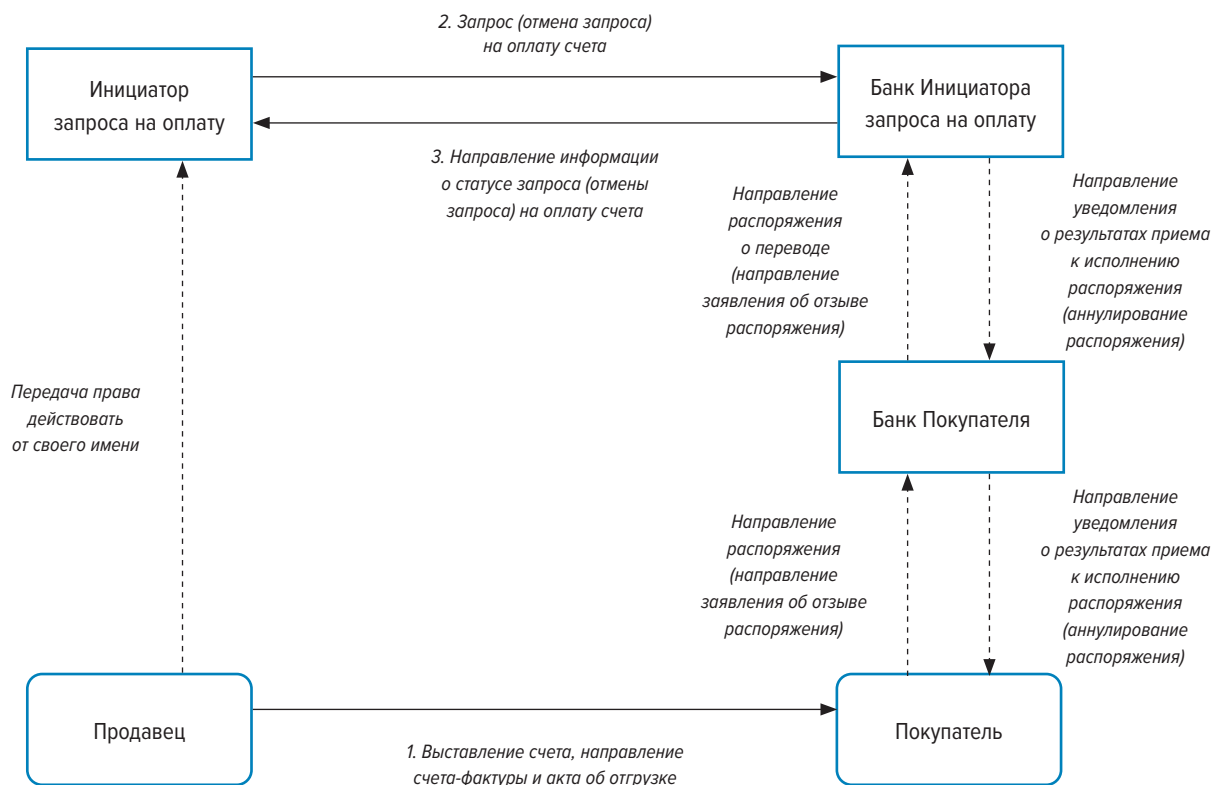 2. Запрос (отмена запроса)
на оплату счета
Инициатор
запроса на оплату
Банк Инициатора
запроса на оплату
3. Направление информации
о статусе запроса (отмены
запроса) на оплату счета
Направление
распоряжения
о переводе
(направление
заявления об отзыве
распоряжения)
Направление
уведомления
о результатах приема
к исполнению
распоряжения
(аннулирование
распоряжения)
Передача права
действовать
от своего имени
Банк Покупателя
Направление
распоряжения
(направление
заявления об отзыве
распоряжения)
Направление
уведомления
о результатах приема
к исполнению
распоряжения
(аннулирование
распоряжения)
Продавец
Покупатель
1. Выставление счета, направление
счета-фактуры и акта об отгрузке